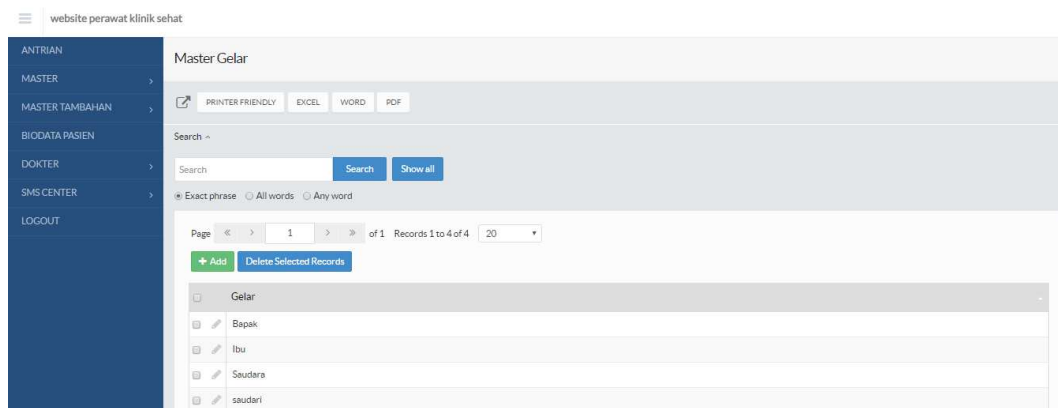 website perawat klinik sehat
ANTRIAN
MASTER
MASTER TAMBAHAN
BIODATA PASIEN
DOKTER
SMS CENTER
LOGOUT
Master Gelar
PRINTER FRIENDLY EXCEL WORD PDF
Search
Search Search Show all
Exact phrase All words Any word
Page 1 of 1 Records 1 to 4 of 4 20
+ Add Delete Selected Records
Gelar
Bapak
Ibu
Saudara
saudari